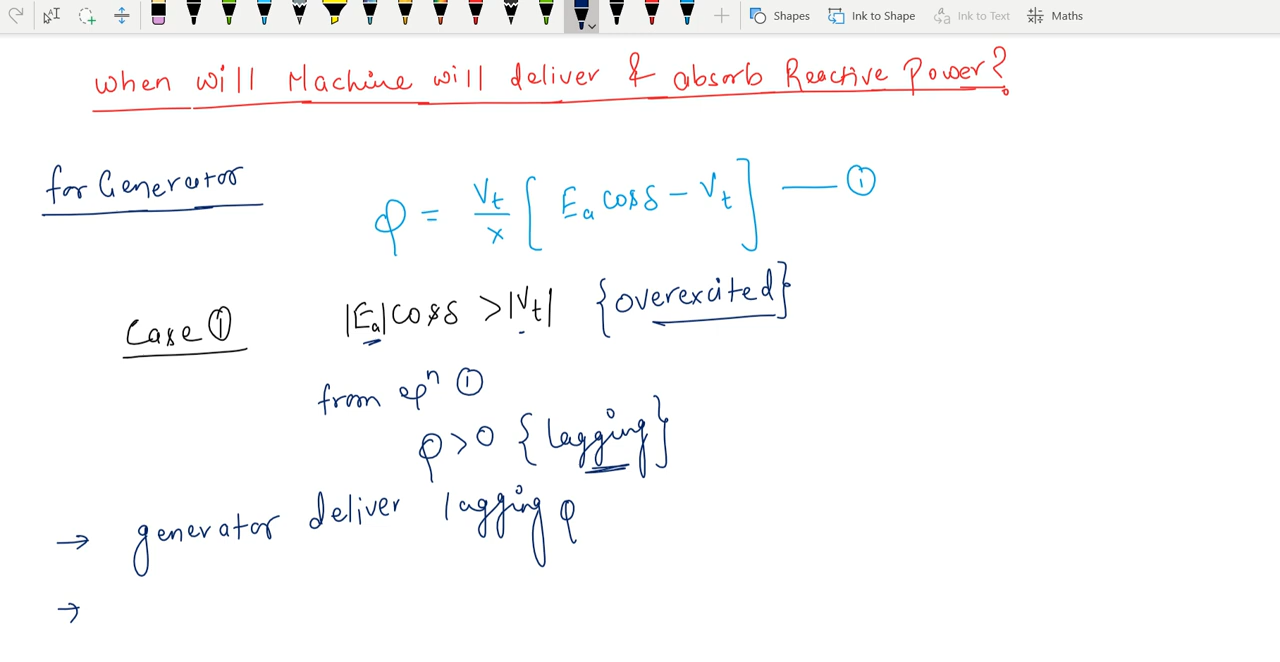 Shapes Ink to Shape Ink to Text Maths
when will Machine will deliver & absorb Reactive Power?
for Generator
Q = Vt/x [Ea cosδ - Vt] — ①
Case ① |Ea|cosδ > |Vt| {overexcited}
from eqⁿ ①
Q > 0 {lagging}
→ generator deliver lagging Q
→